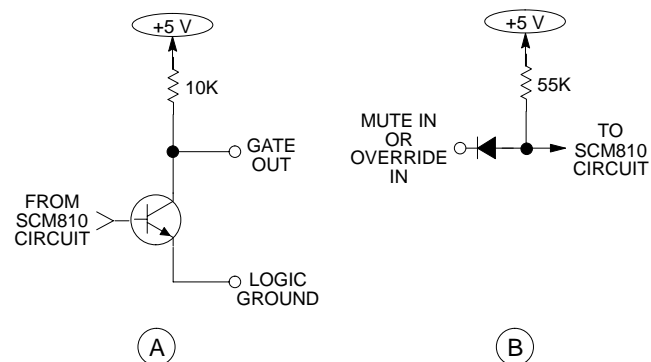 +5 V
10K
GATE
OUT
FROM
SCM810
CIRCUIT
LOGIC
GROUND
A
+5 V
55K
MUTE IN
OR
OVERRIDE
IN
TO
SCM810
CIRCUIT
B